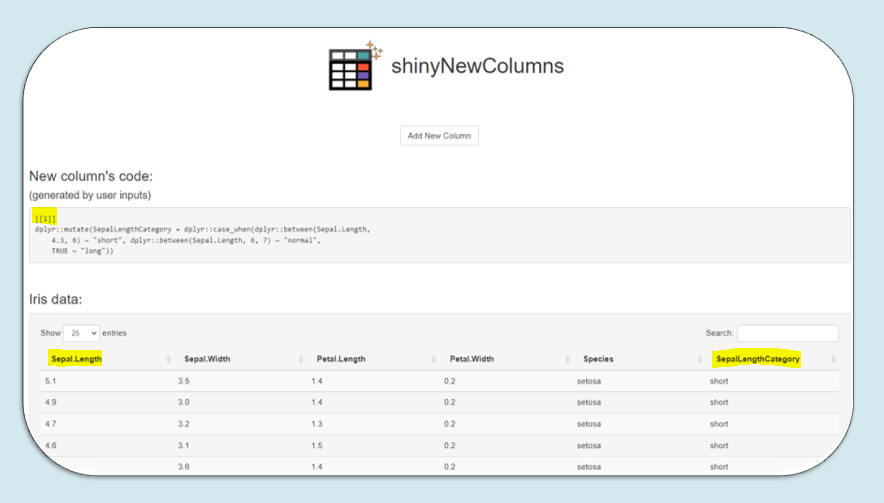 shinyNewColumns
Add New Column
New column's code:
(generated by user inputs)
[[1]]
dplyr::mutate(SepalLengthCategory = dplyr::case_when(dplyr::between(Sepal.Length,
4.3, 6) ~ "short", dplyr::between(Sepal.Length, 6, 7) ~ "normal",
TRUE ~ "long"))
Iris data:
Show 25 entries Search:
Sepal.Length Sepal.Width Petal.Length Petal.Width Species SepalLengthCategory
5.1 3.5 1.4 0.2 setosa short
4.9 3.0 1.4 0.2 setosa short
4.7 3.2 1.3 0.2 setosa short
4.6 3.1 1.5 0.2 setosa short
3.6 1.4 0.2 setosa short